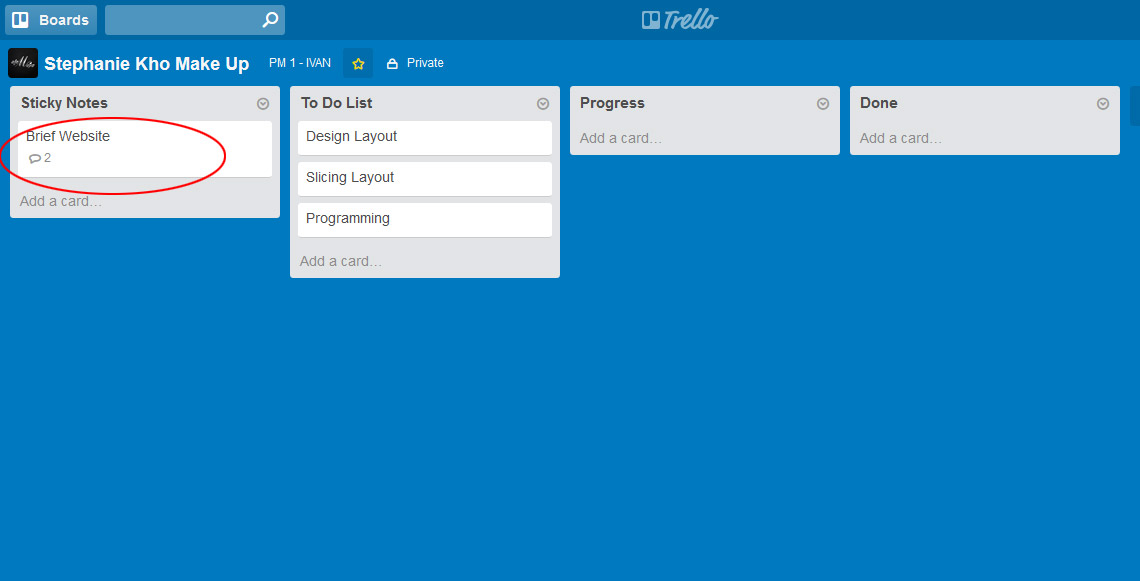 Boards
Trello
Stephanie Kho Make Up PM 1 - IVAN Private
Sticky Notes
Brief Website
2
Add a card…
To Do List
Design Layout
Slicing Layout
Programming
Add a card…
Progress
Add a card…
Done
Add a card…